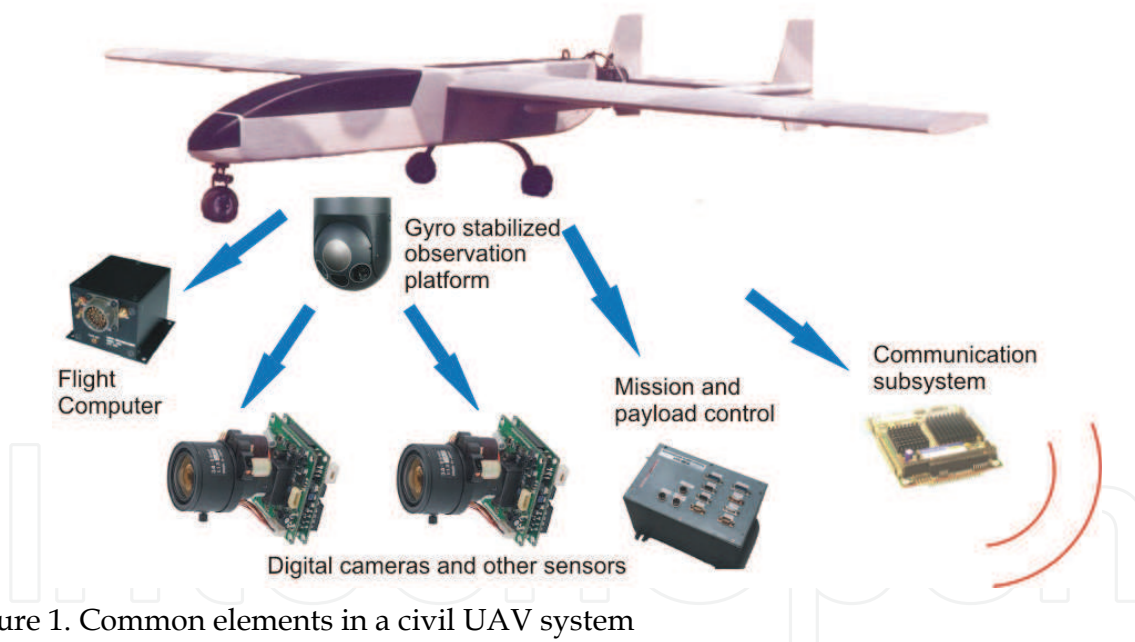 Gyro stabilized
observation
platform
Flight
Computer
Mission and
payload control
Communication
subsystem
Digital cameras and other sensors
ure 1. Common elements in a civil UAV system